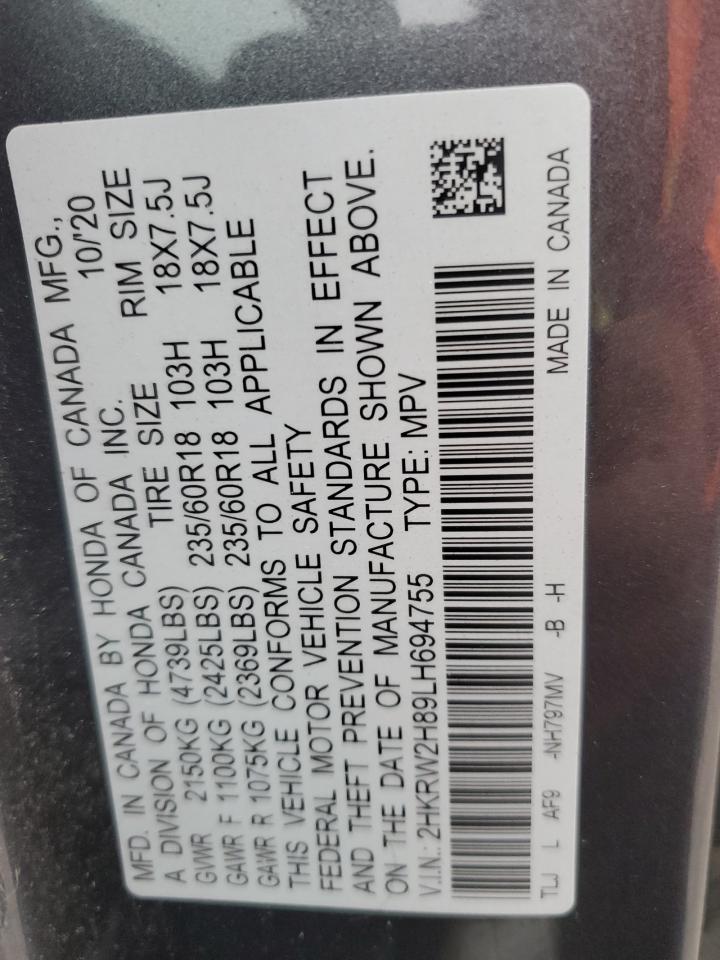 MFD. IN CANADA BY HONDA OF CANADA MFG.,
A DIVISION OF HONDA CANADA INC. 10/'20
TIRE SIZE RIM SIZE
GVWR 2150KG (4739LBS)
GAWR F 1100KG (2425LBS) 235/60R18 103H 18X7.5J
GAWR R 1075KG (2369LBS) 235/60R18 103H 18X7.5J
THIS VEHICLE CONFORMS TO ALL APPLICABLE
FEDERAL MOTOR VEHICLE SAFETY
AND THEFT PREVENTION STANDARDS IN EFFECT
ON THE DATE OF MANUFACTURE SHOWN ABOVE.
V.I.N.: 2HKRW2H89LH694755 TYPE: MPV
TLJ L AF9 -NH797MV -B -H MADE IN CANADA